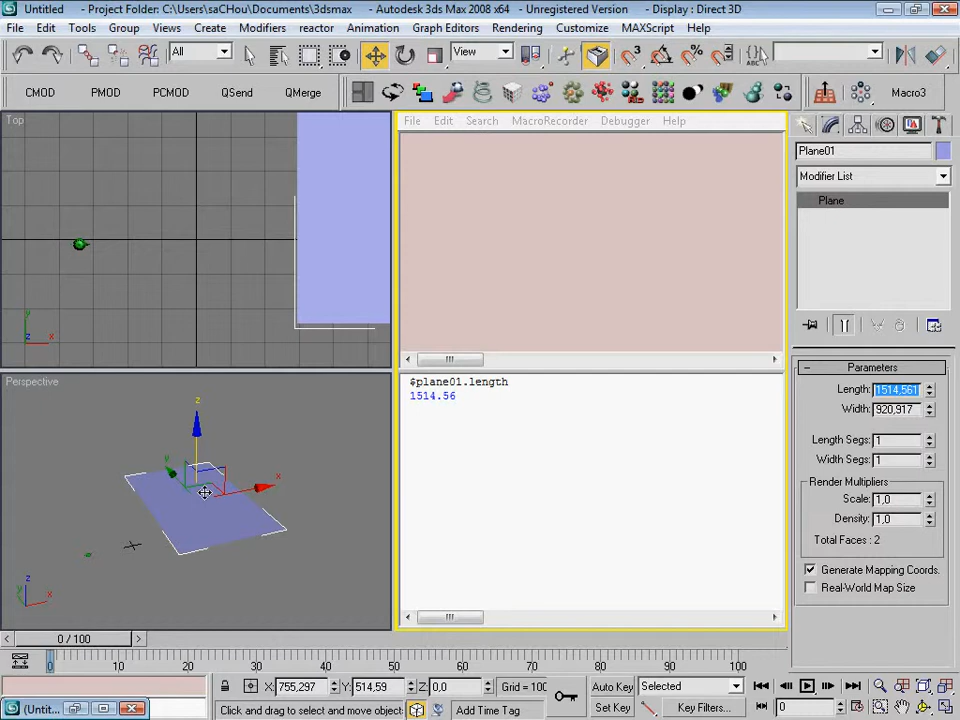 Untitled - Project Folder: C:\Users\saCHou\Documents\3dsmax - Autodesk 3ds Max 2008 x64 - Unregistered Version - Display : Direct 3D
File Edit Tools Group Views Create Modifiers reactor Animation Graph Editors Rendering Customize MAXScript Help
All View
CMOD PMOD PCMOD QSend QMerge Macro3
Top
File Edit Search MacroRecorder Debugger Help
Plane01
Modifier List
Plane
y
z x
Perspective
$plane01.length
1514.56
z
y
x
z
y
x
Parameters
Length: 1514,561
Width: 920,917
Length Segs: 1
Width Segs: 1
Render Multipliers
Scale: 1,0
Density: 1,0
Total Faces : 2
Generate Mapping Coords.
Real-World Map Size
0 / 100
0 10 20 30 40 50 60 70 80 90 100
X: 755,297 Y: 514,59 Z: 0,0 Grid = 100
Auto Key Selected
(Untit...
Click and drag to select and move object: Add Time Tag
Set Key Key Filters... 0